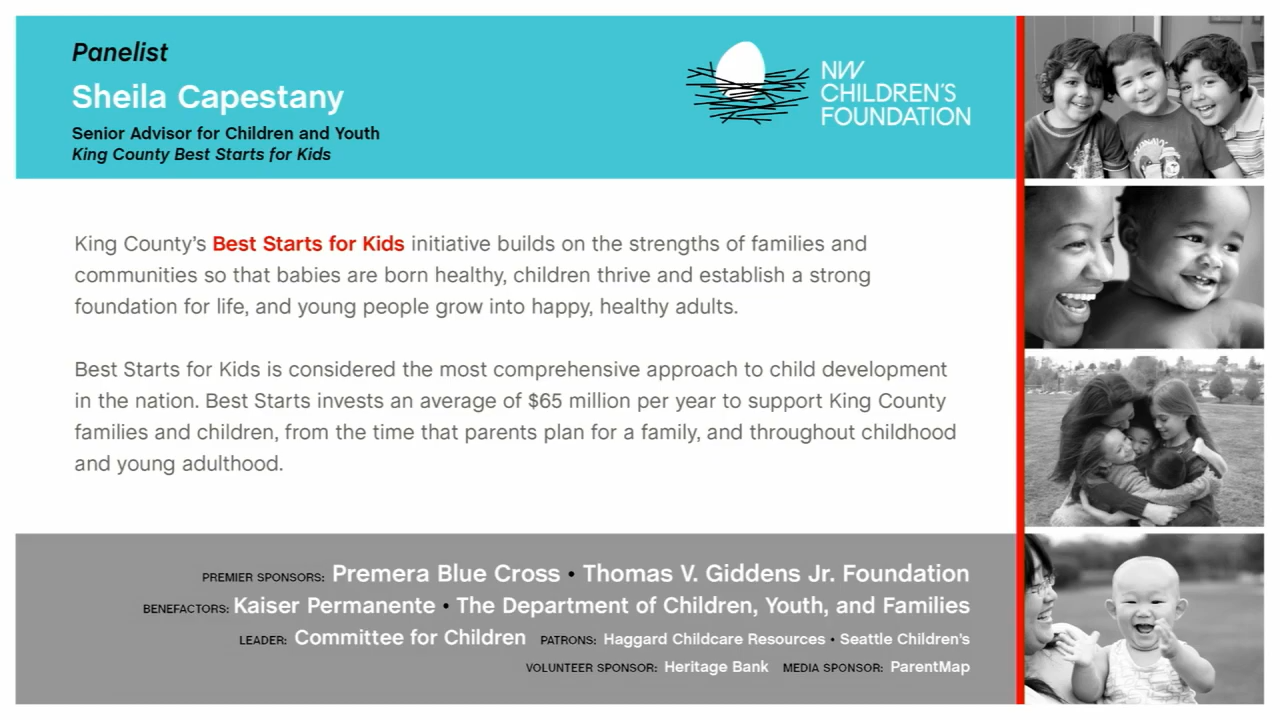 Panelist
Sheila Capestany
Senior Advisor for Children and Youth
King County Best Starts for Kids
NW
CHILDREN'S
FOUNDATION
King County's Best Starts for Kids initiative builds on the strengths of families and
communities so that babies are born healthy, children thrive and establish a strong
foundation for life, and young people grow into happy, healthy adults.
Best Starts for Kids is considered the most comprehensive approach to child development
in the nation. Best Starts invests an average of $65 million per year to support King County
families and children, from the time that parents plan for a family, and throughout childhood
and young adulthood.
PREMIER SPONSORS: Premera Blue Cross • Thomas V. Giddens Jr. Foundation
BENEFACTORS: Kaiser Permanente • The Department of Children, Youth, and Families
LEADER: Committee for Children PATRONS: Haggard Childcare Resources • Seattle Children's
VOLUNTEER SPONSOR: Heritage Bank MEDIA SPONSOR: ParentMap